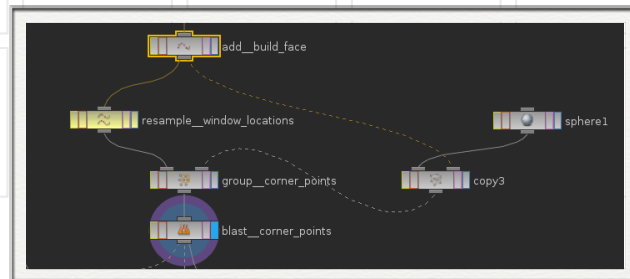 add__build_face
resample__window_locations
sphere1
group__corner_points
copy3
blast__corner_points